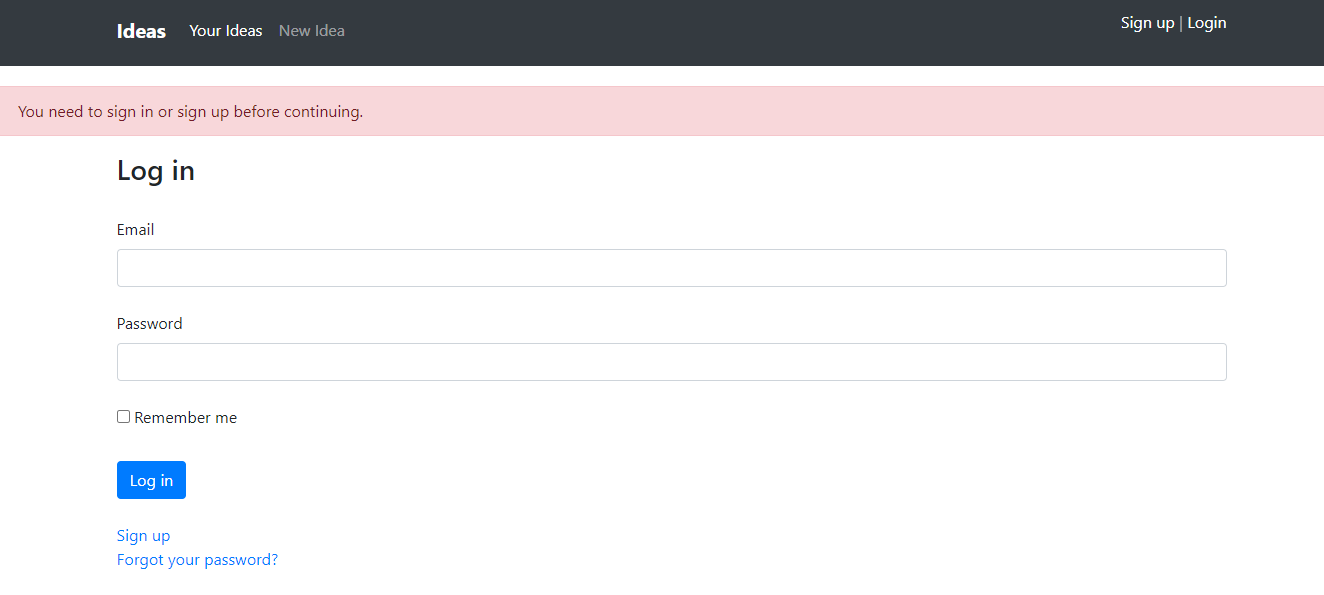 Ideas Your Ideas New Idea Sign up | Login
You need to sign in or sign up before continuing.
Log in
Email
Password
Remember me
Log in
Sign up
Forgot your password?